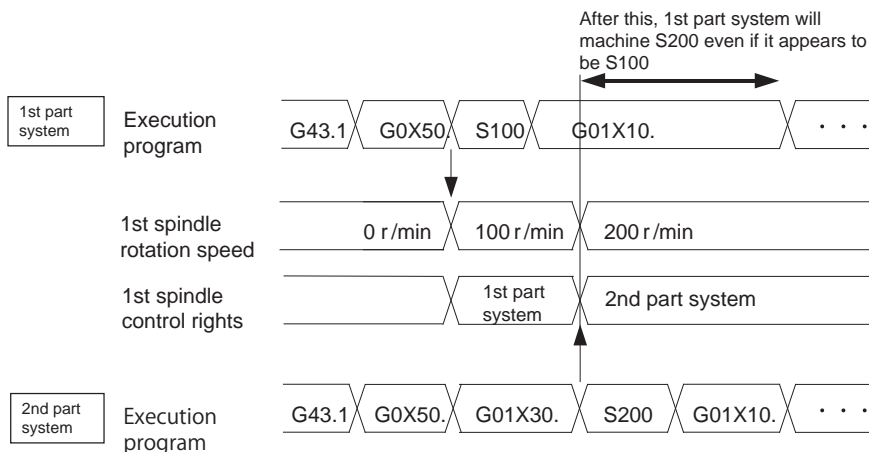 After this, 1st part system will
machine S200 even if it appears to
be S100
1st part
system
Execution
program
G43.1
G0X50.
S100
G01X10.
· · ·
1st spindle
rotation speed
0 r/min
100 r/min
200 r/min
1st spindle
control rights
1st part
system
2nd part system
2nd part
system
Execution
program
G43.1
G0X50.
G01X30.
S200
G01X10.
· · ·